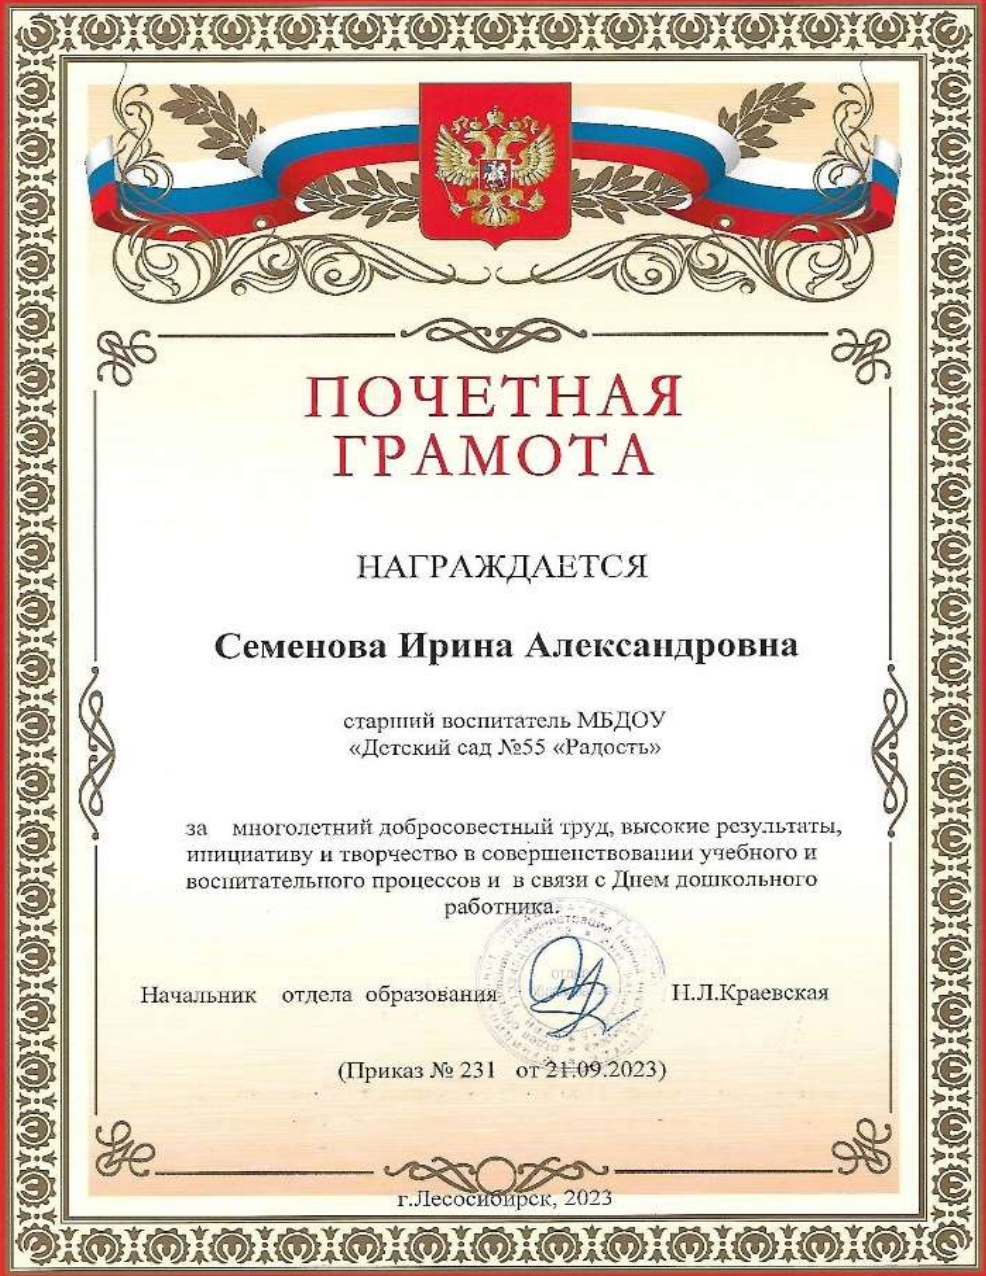 ПОЧЕТНАЯ
ГРАМОТА
НАГРАЖДАЕТСЯ
Семенова Ирина Александровна
старший воспитатель МБДОУ
«Детский сад №55 «Радость»
за многолетний добросовестный труд, высокие результаты,
инициативу и творчество в совершенствовании учебного и
воспитательного процессов и в связи с Днем дошкольного
работника.
Начальник отдела образования Н.Л.Краевская
(Приказ № 231 от 21.09.2023)
г.Лесосибирск, 2023